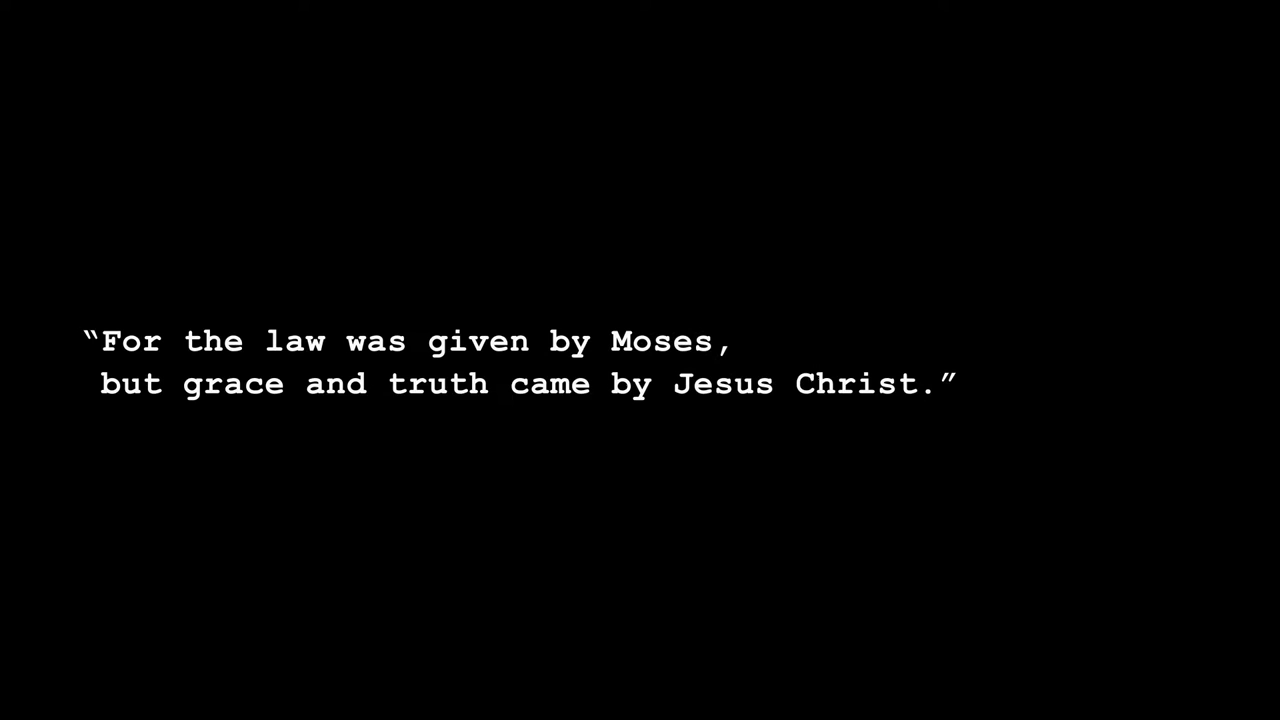 “For the law was given by Moses,
but grace and truth came by Jesus Christ.”